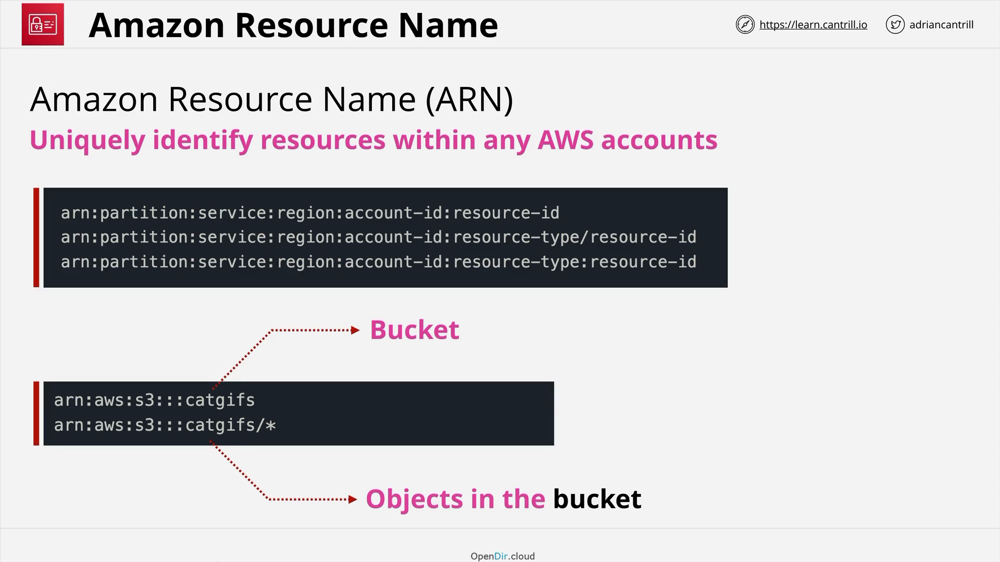 Amazon Resource Name
https://learn.cantrill.io
adriancantrill
Amazon Resource Name (ARN)
Uniquely identify resources within any AWS accounts
arn:partition:service:region:account-id:resource-id
arn:partition:service:region:account-id:resource-type/resource-id
arn:partition:service:region:account-id:resource-type:resource-id
Bucket
arn:aws:s3:::catgifs
arn:aws:s3:::catgifs/*
Objects in the bucket
OpenDir.cloud